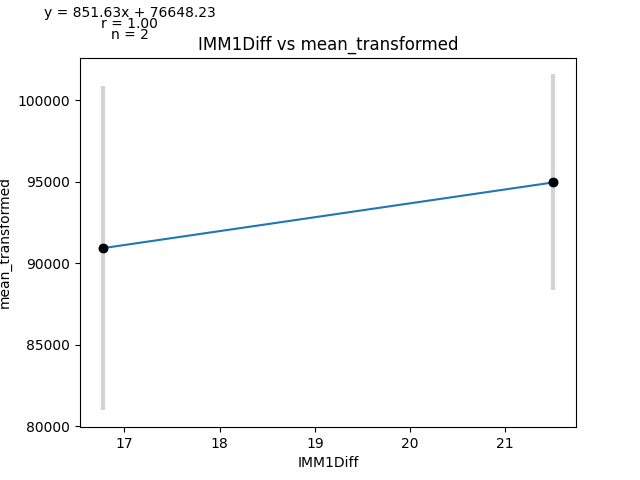 y = 851.63x + 76648.23
r = 1.00
n = 2
IMM1Diff vs mean_transformed
100000
95000
90000
85000
80000
mean_transformed
17 18 19 20 21
IMM1Diff